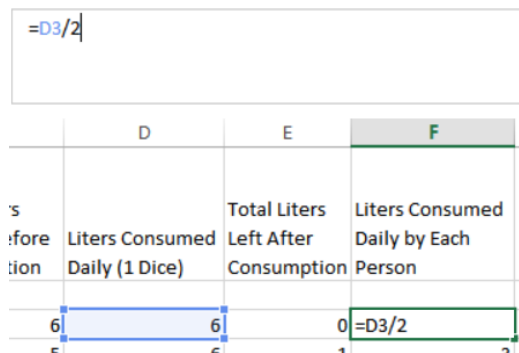 =D3/2
D E F
Total Liters Liters Consumed
Liters Consumed Left After Daily by Each
Daily (1 Dice) Consumption Person
6 6 0 =D3/2